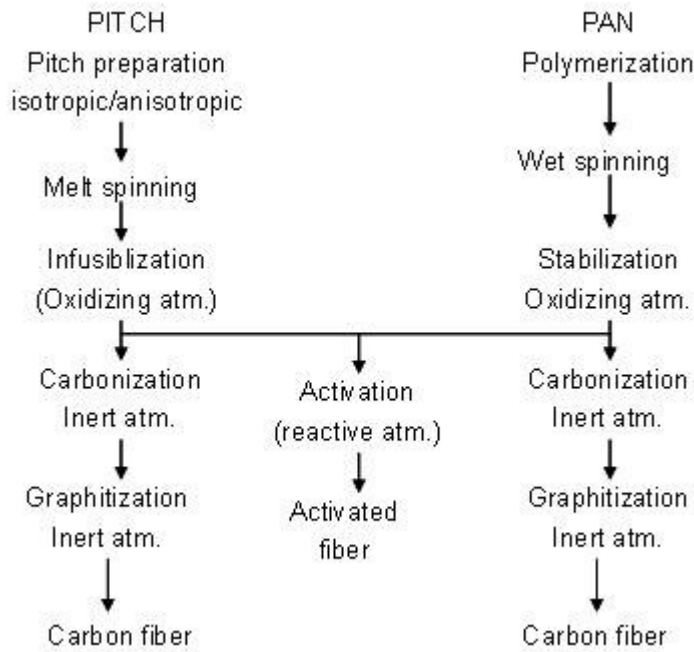 PITCH
Pitch preparation
isotropic/anisotropic
Melt spinning
Infusiblization
(Oxidizing atm.)
Carbonization
Inert atm.
Graphitization
Inert atm.
Carbon fiber
Activation
(reactive atm.)
Activated
fiber
PAN
Polymerization
Wet spinning
Stabilization
Oxidizing atm.
Carbonization
Inert atm.
Graphitization
Inert atm.
Carbon fiber